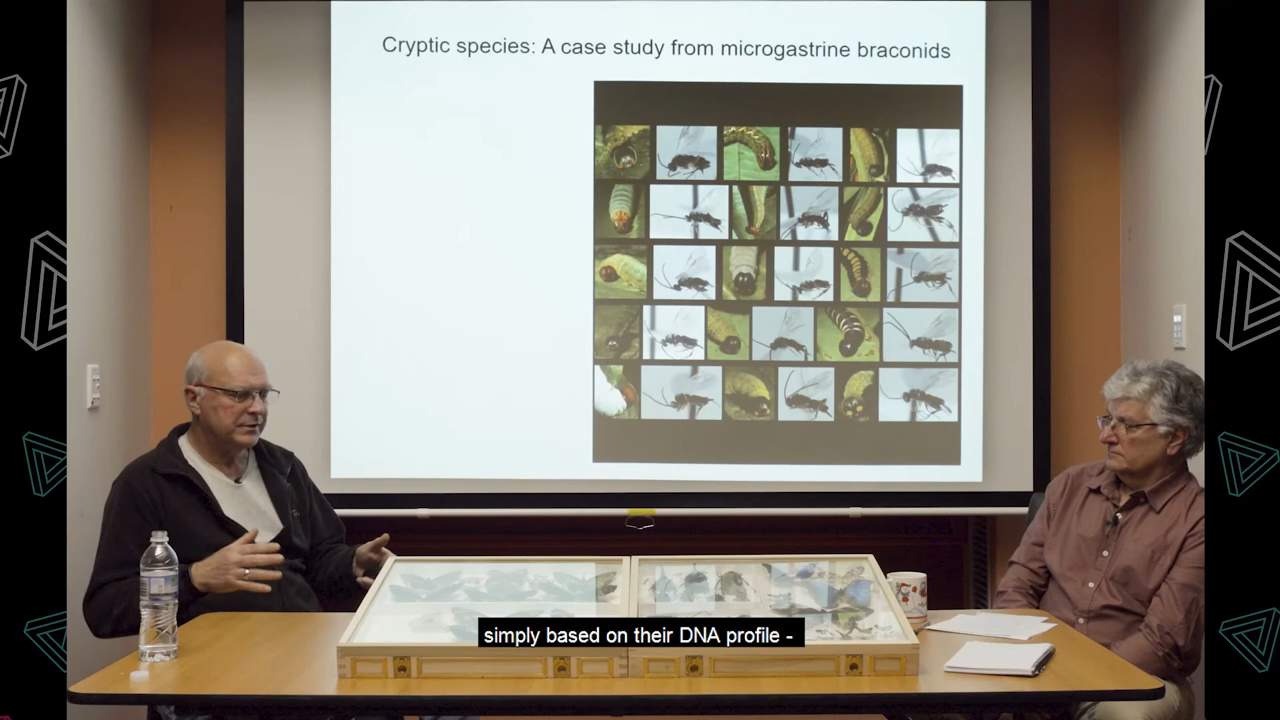 Cryptic species: A case study from microgastrine braconids
simply based on their DNA profile -